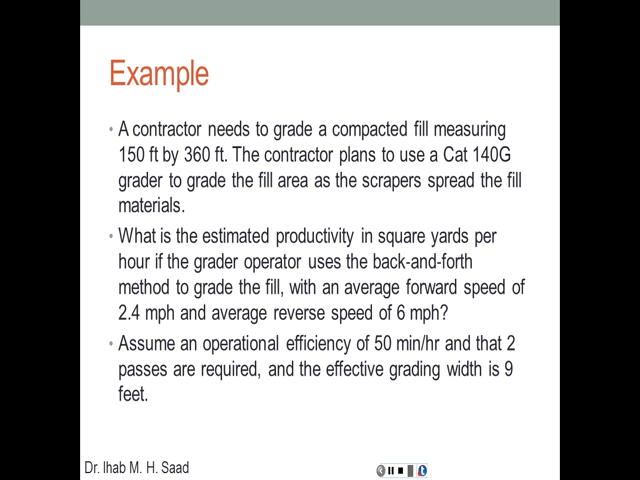 Example
• A contractor needs to grade a compacted fill measuring
150 ft by 360 ft. The contractor plans to use a Cat 140G
grader to grade the fill area as the scrapers spread the fill
materials.
• What is the estimated productivity in square yards per
hour if the grader operator uses the back-and-forth
method to grade the fill, with an average forward speed of
2.4 mph and average reverse speed of 6 mph?
• Assume an operational efficiency of 50 min/hr and that 2
passes are required, and the effective grading width is 9
feet.
Dr. Ihab M. H. Saad